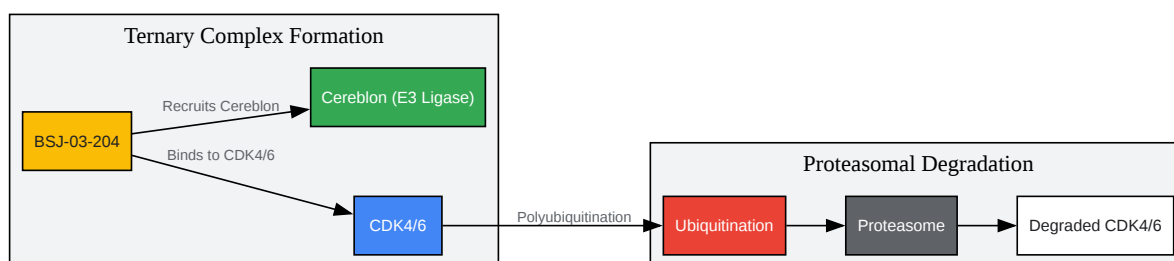 Ternary Complex Formation
Cereblon (E3 Ligase)
Recruits Cereblon
BSJ-03-204
Binds to CDK4/6
CDK4/6
Polyubiquitination
Proteasomal Degradation
Ubiquitination
Proteasome
Degraded CDK4/6